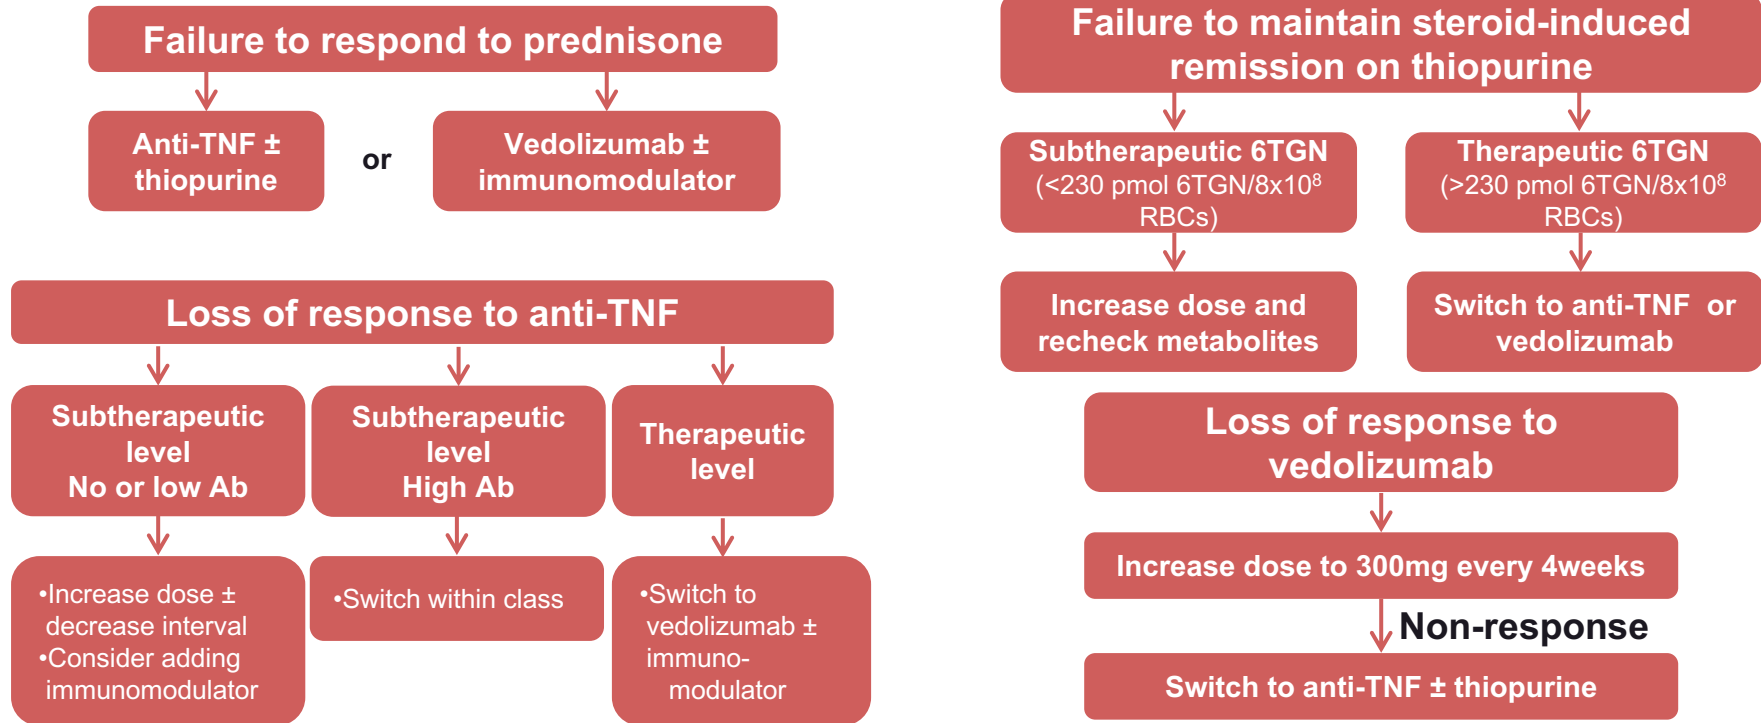 Failure to respond to prednisone
Anti-TNF ±
thiopurine
or
Vedolizumab ±
immunomodulator
Loss of response to anti-TNF
Subtherapeutic
level
No or low Ab
Subtherapeutic
level
High Ab
Therapeutic
level
•Increase dose ±
decrease interval
•Consider adding
immunomodulator
•Switch within class
•Switch to
vedolizumab ±
immuno-
modulator
Failure to maintain steroid-induced
remission on thiopurine
Subtherapeutic 6TGN
(<230 pmol 6TGN/8x10⁸
RBCs)
Therapeutic 6TGN
(>230 pmol 6TGN/8x10⁸
RBCs)
Increase dose and
recheck metabolites
Switch to anti-TNF or
vedolizumab
Loss of response to
vedolizumab
Increase dose to 300mg every 4weeks
Non-response
Switch to anti-TNF ± thiopurine